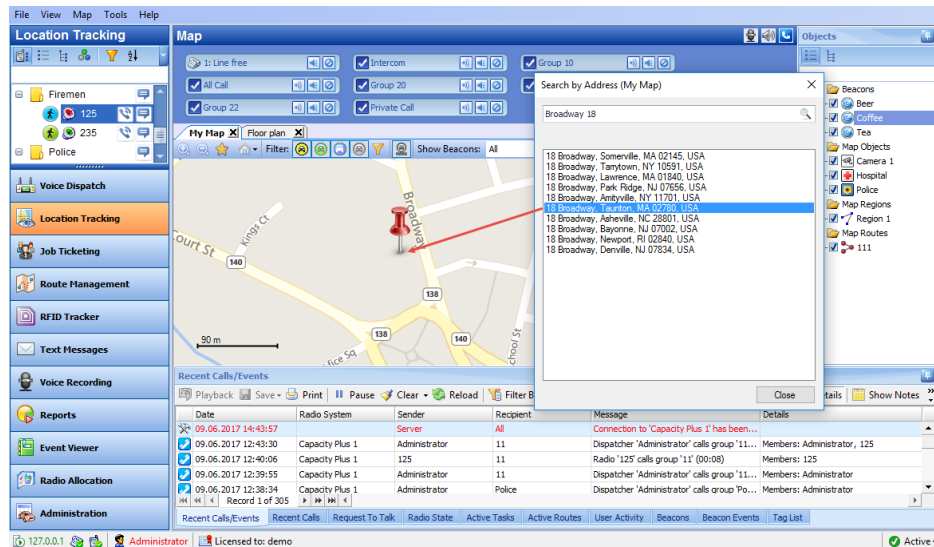 File View Map Tools Help
Location Tracking
Map
Objects
Firemen
125
235
Police
Voice Dispatch
Location Tracking
Job Ticketing
Route Management
RFID Tracker
Text Messages
Voice Recording
Reports
Event Viewer
Radio Allocation
Administration
1: Line free
Intercom
Group 10
All Call
Group 20
Group 22
Private Call
My Map
Floor plan
Filter:
Show Beacons: All
Broadway
Kings Ct
Court St
140
138
138
140
90 m
ffice Sq
chool St
Search by Address (My Map)
Broadway 18
18 Broadway, Somerville, MA 02145, USA
18 Broadway, Tarrytown, NY 10591, USA
18 Broadway, Lawrence, MA 01840, USA
18 Broadway, Park Ridge, NJ 07656, USA
18 Broadway, Amityville, NY 11701, USA
18 Broadway, Taunton, MA 02780, USA
18 Broadway, Asheville, NC 28801, USA
18 Broadway, Bayonne, NJ 07002, USA
18 Broadway, Newport, RI 02840, USA
18 Broadway, Denville, NJ 07834, USA
Close
Beacons
Beer
Coffee
Tea
Map Objects
Camera 1
Hospital
Police
Map Regions
Region 1
Map Routes
111
Recent Calls/Events
Playback Save Print Pause Clear Reload Filter B
tails Show Notes
Date Radio System Sender Recipient Message Details
09.06.2017 14:43:57 Server All Connection to 'Capacity Plus 1' has been...
09.06.2017 12:43:30 Capacity Plus 1 Administrator 11 Dispatcher 'Administrator' calls group '11... Members: Administrator, 125
09.06.2017 12:40:06 Capacity Plus 1 125 11 Radio '125' calls group '11' (00:08) Members: 125
09.06.2017 12:39:55 Capacity Plus 1 Administrator 11 Dispatcher 'Administrator' calls group '11... Members: Administrator
09.06.2017 12:38:34 Capacity Plus 1 Administrator Police Dispatcher 'Administrator' calls group 'Po... Members: Administrator
Record 1 of 305
Recent Calls/Events Recent Calls Request To Talk Radio State Active Tasks Active Routes User Activity Beacons Beacon Events Tag List
127.0.0.1 Administrator Licensed to: demo Active